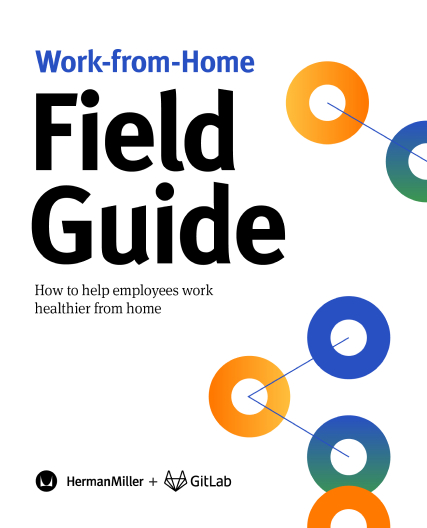 Work-from-Home
Field
Guide
How to help employees work
healthier from home
HermanMiller + GitLab